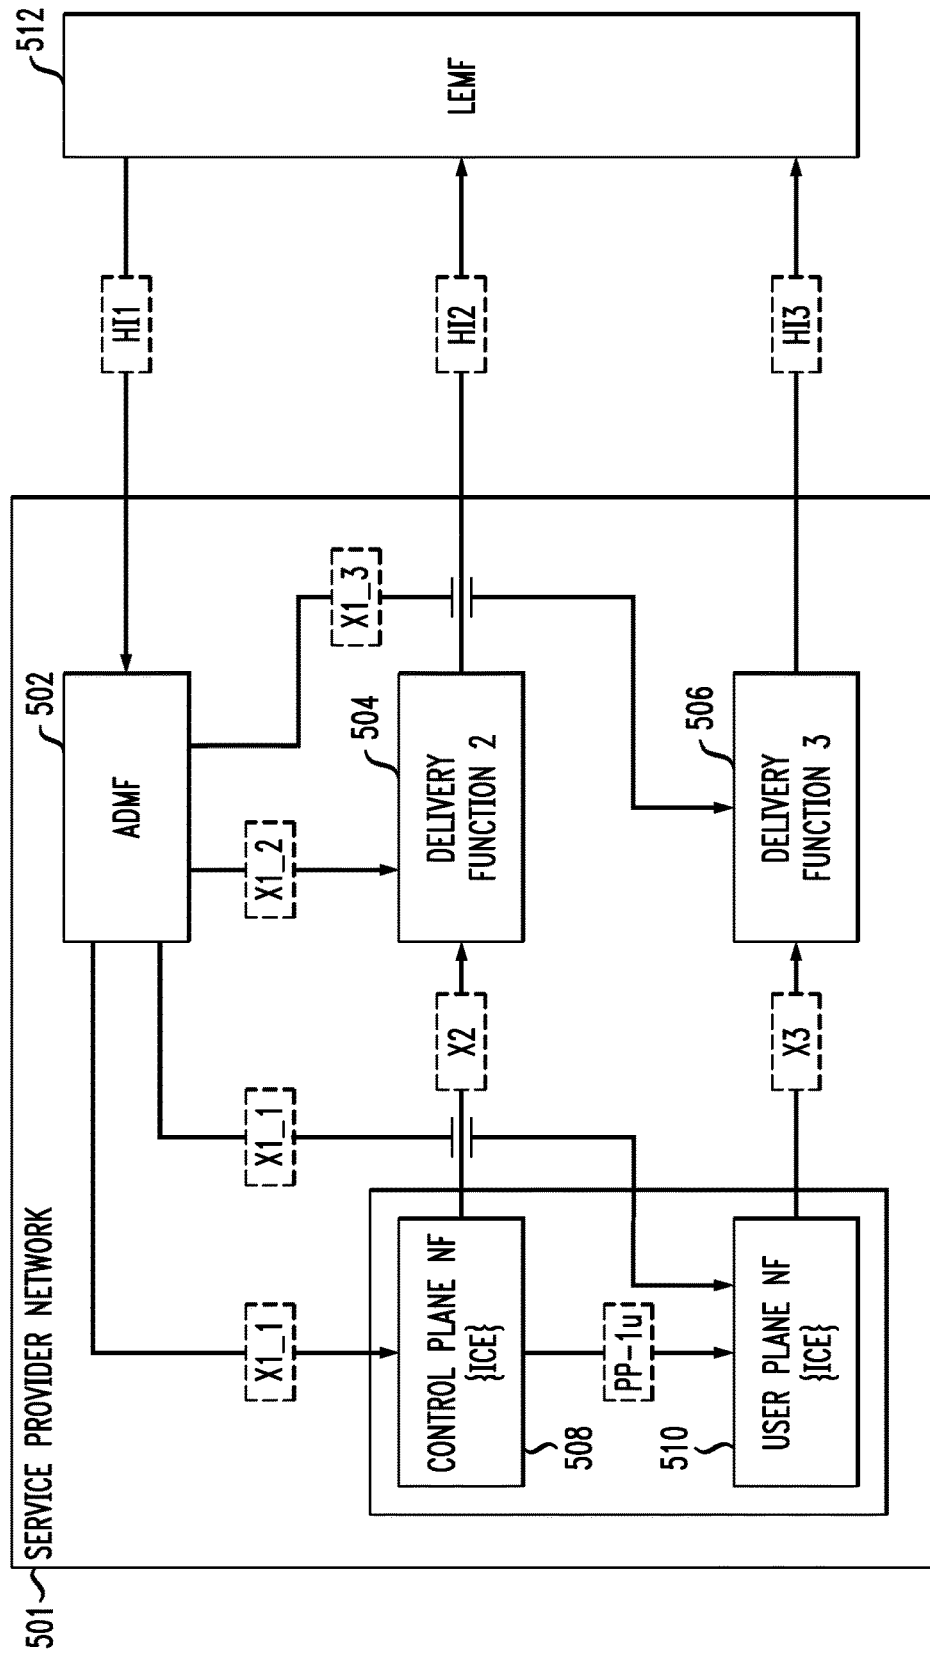 501
SERVICE PROVIDER NETWORK
502
ADMF
HI1
512
LEMF
X1_1
X1_1
X1_2
X1_3
CONTROL PLANE NF
{ICE}
508
X2
504
DELIVERY
FUNCTION 2
HI2
PP-1u
510
USER PLANE NF
{ICE}
X3
506
DELIVERY
FUNCTION 3
HI3